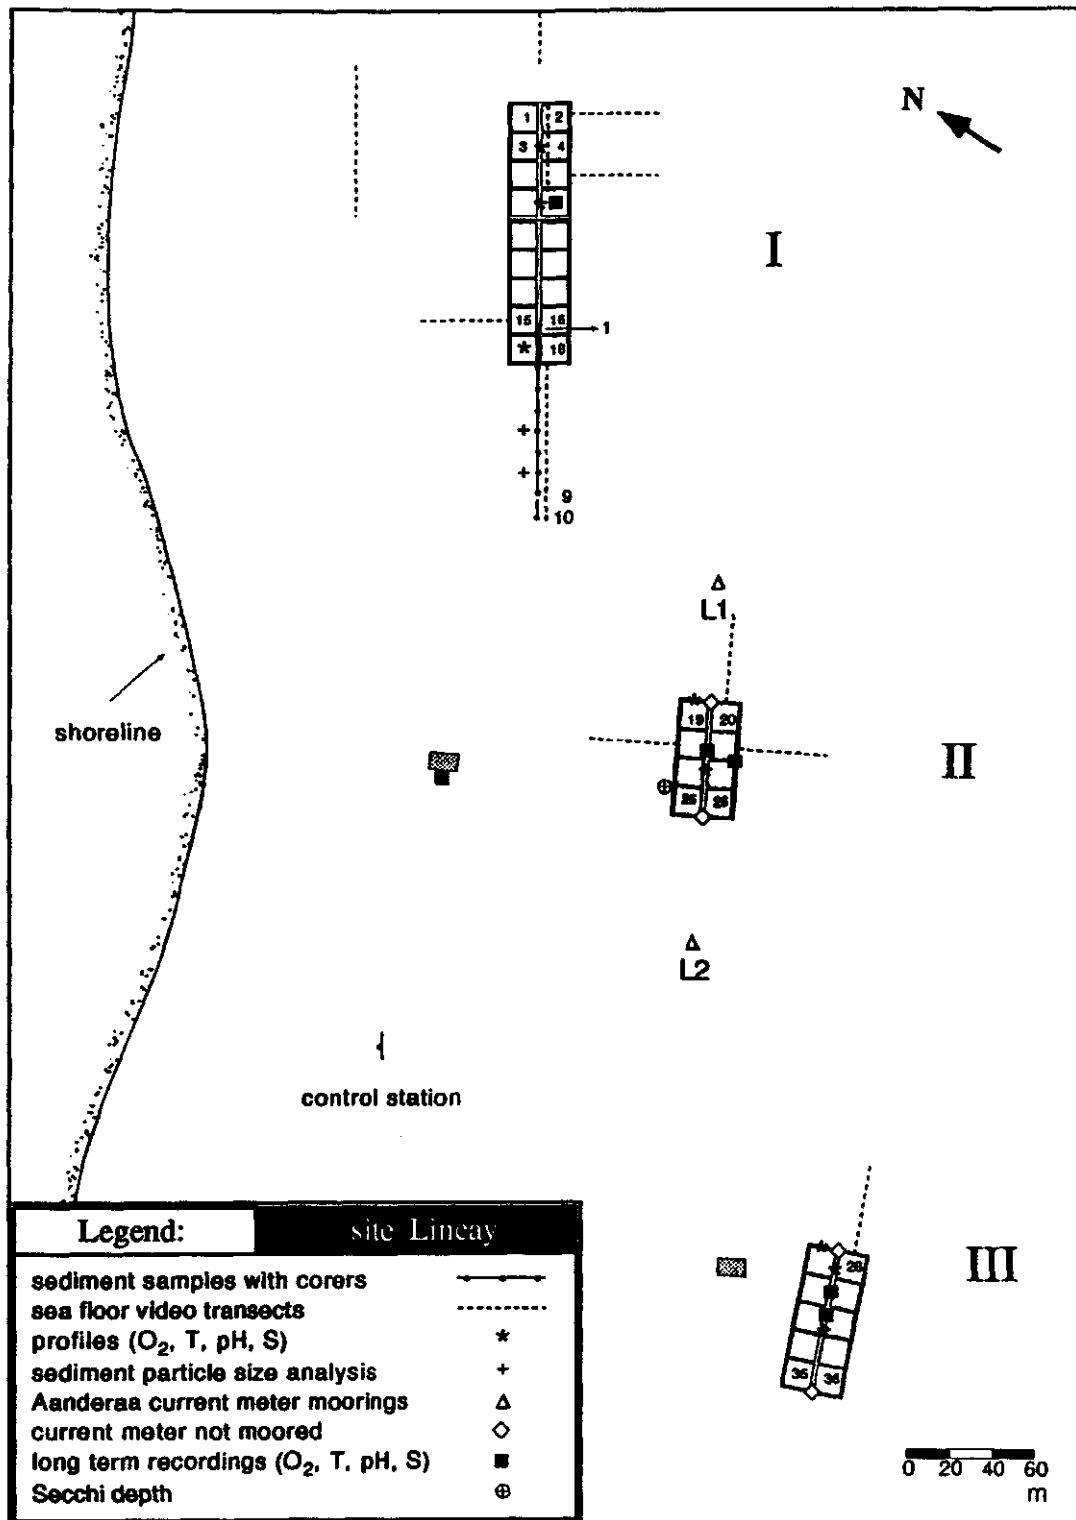 N
1 2
3 4
I
15 16
1
* 18
9
10
L1
shoreline
19 20
II
25 26
L2
control station
III
28
35 36
Legend: site Lineay
sediment samples with corers
sea floor video transects
profiles (O₂, T, pH, S) *
sediment particle size analysis +
Aanderaa current meter moorings
current meter not moored
long term recordings (O₂, T, pH, S)
Secchi depth
0 20 40 60
m